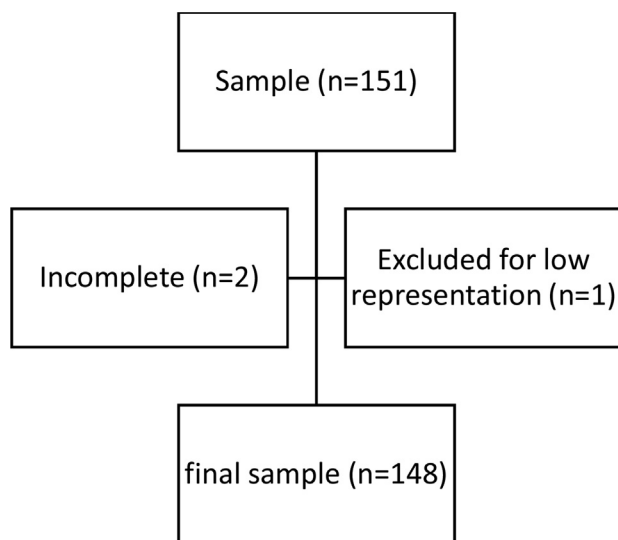 Sample (n=151)
Incomplete (n=2)
Excluded for low
representation (n=1)
final sample (n=148)